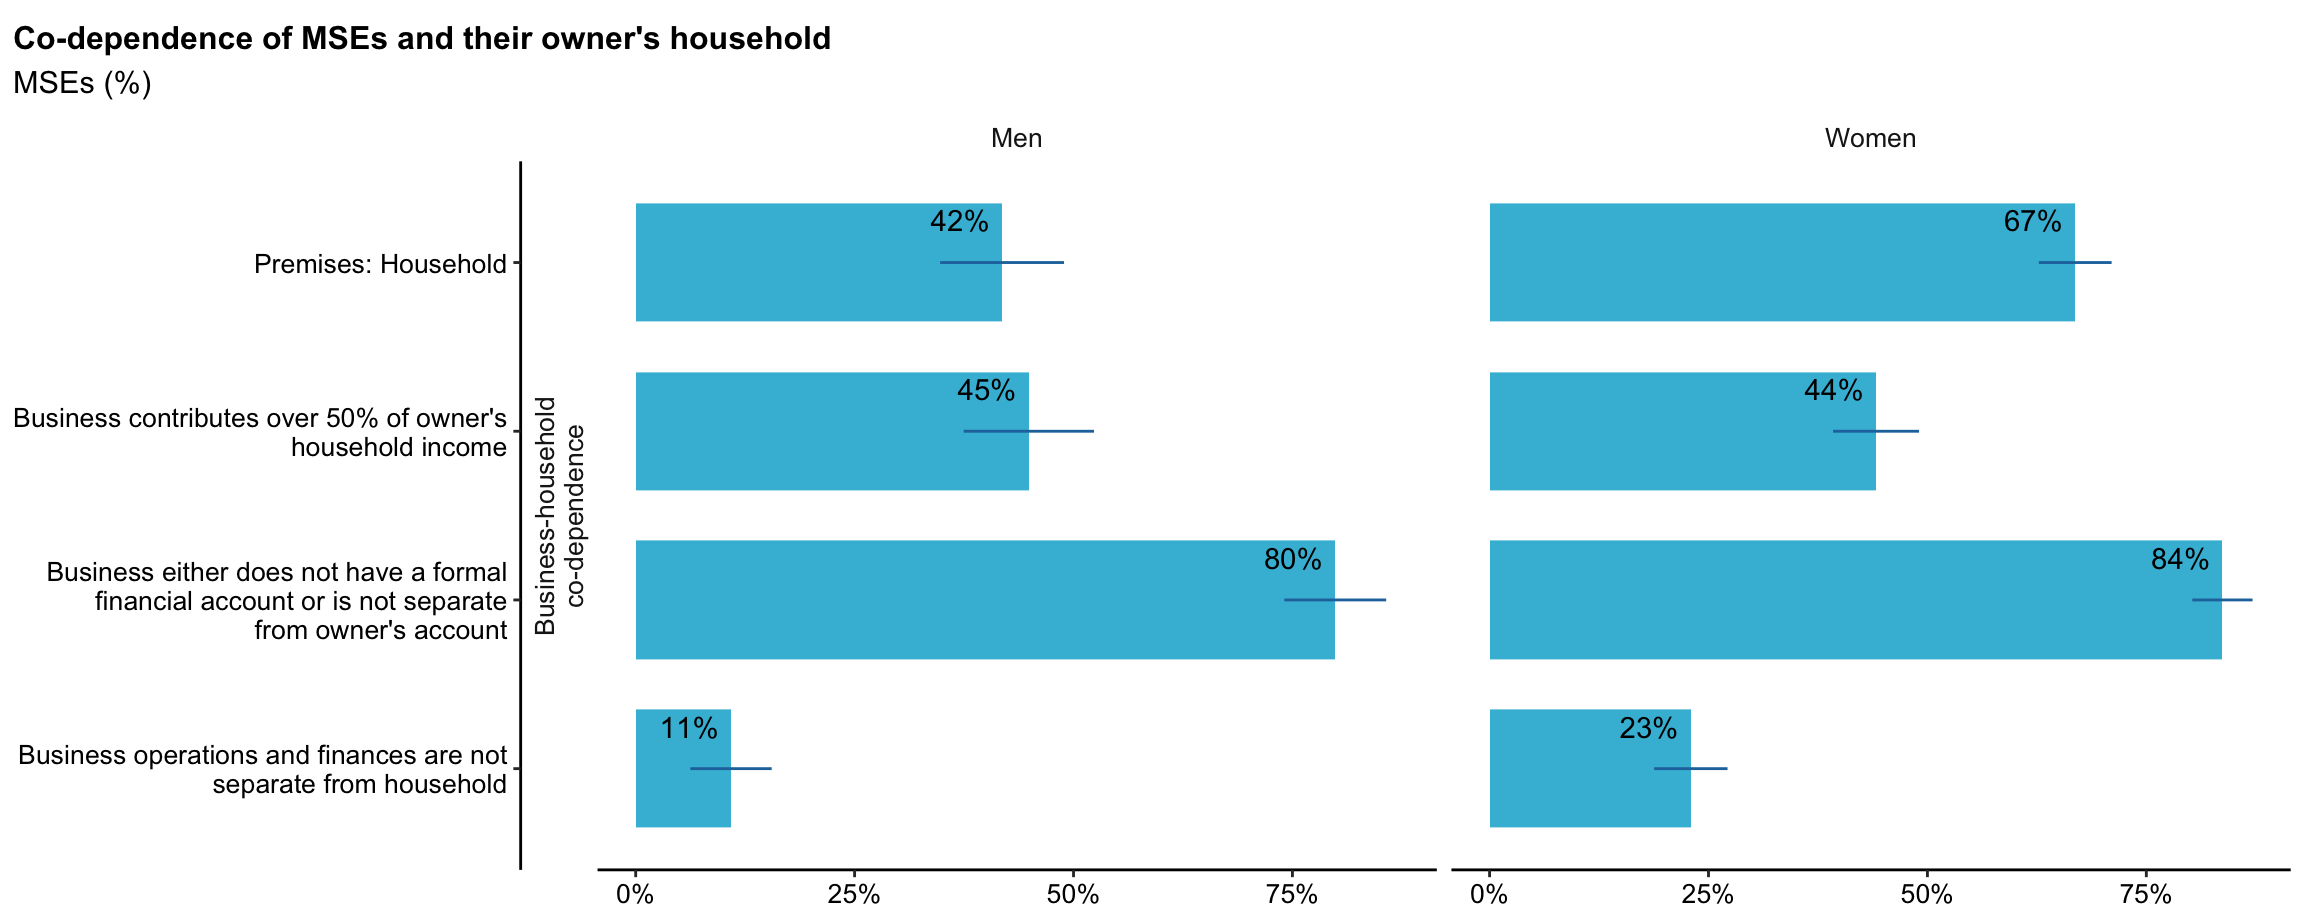 Co-dependence of MSEs and their owner's household
MSEs (%)
Men
Women
Premises: Household
42%
67%
Business contributes over 50% of owner's
household income
45%
44%
Business either does not have a formal
financial account or is not separate
from owner's account
80%
84%
Business operations and finances are not
separate from household
11%
23%
Business-household
co-dependence
0%
25%
50%
75%
0%
25%
50%
75%